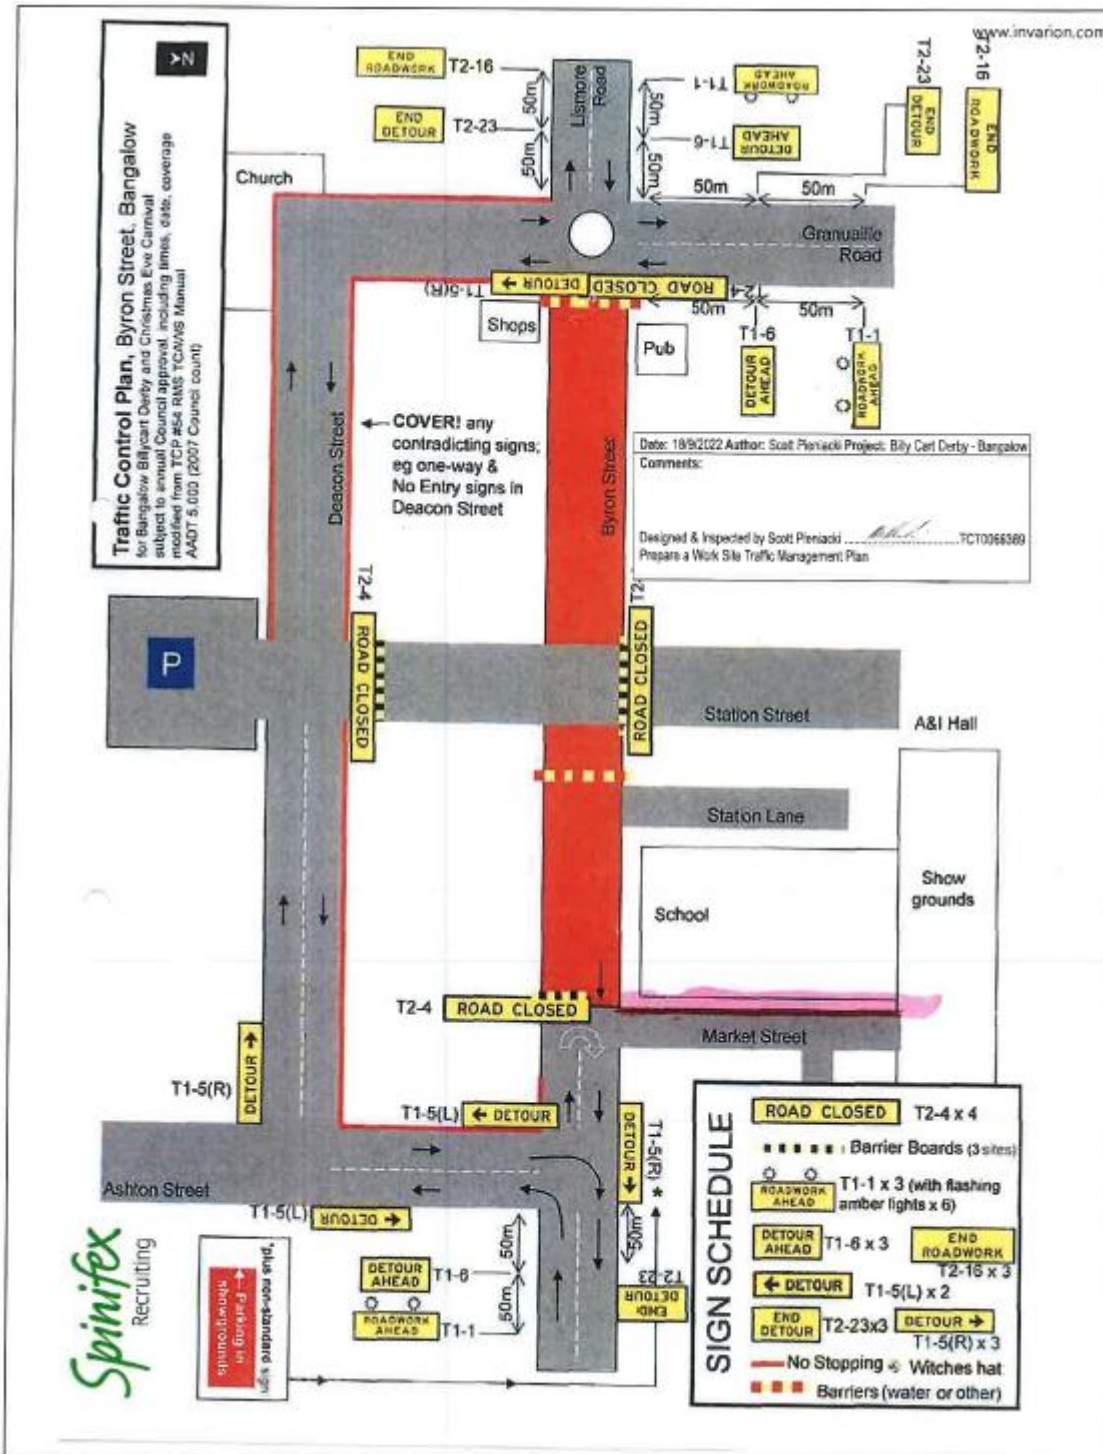 www.invarion.com
Traffic Control Plan, Byron Street, Bangalow
for Bangalow Billycart Derby and Christmas Eve Carnival
subject to annual Council approval, including times, date, coverage
modified from TCP #54 RMS TCAWS Manual
AADT 5,000 (2007 Council count)
N
Church
END ROADWORK
T2-16
END DETOUR
T2-23
50m
50m
Lismore Road
50m
50m
T1-1
ROADWORK AHEAD
T1-6
DETOUR AHEAD
T2-23
END DETOUR
T2-16
END ROADWORK
50m
50m
Granuaille Road
T1-5(R)
DETOUR
ROAD CLOSED
T2-4
50m
50m
Shops
Pub
T1-6
DETOUR AHEAD
T1-1
ROADWORK AHEAD
Deacon Street
COVER! any
contradicting signs;
eg one-way &
No Entry signs in
Deacon Street
Byron Street
Date: 18/9/2022 Author: Scott Pieniacki Project: Billy Cart Derby - Bangalow
Comments:
Designed & Inspected by Scott Pieniacki TCT0066389
Prepare a Work Site Traffic Management Plan
P
T2-4
ROAD CLOSED
T2-
ROAD CLOSED
Station Street
A&I Hall
Station Lane
School
Show
grounds
T2-4
ROAD CLOSED
Market Street
T1-5(R)
DETOUR
T1-5(L)
DETOUR
DETOUR
T1-5(R) *
Ashton Street
T1-5(L)
DETOUR
50m
50m
50m
DETOUR AHEAD
T1-6
ROADWORK AHEAD
T1-1
T2-23
END DETOUR
Spinifex
Recruiting
*plus non-standard sign
← Parking in
showgrounds
SIGN SCHEDULE
ROAD CLOSED T2-4 x 4
Barrier Boards (3 sites)
ROADWORK AHEAD T1-1 x 3 (with flashing
amber lights x 6)
DETOUR AHEAD T1-6 x 3
END ROADWORK T2-16 x 3
← DETOUR T1-5(L) x 2
END DETOUR T2-23x3
DETOUR → T1-5(R) x 3
No Stopping Witches hat
Barriers (water or other)